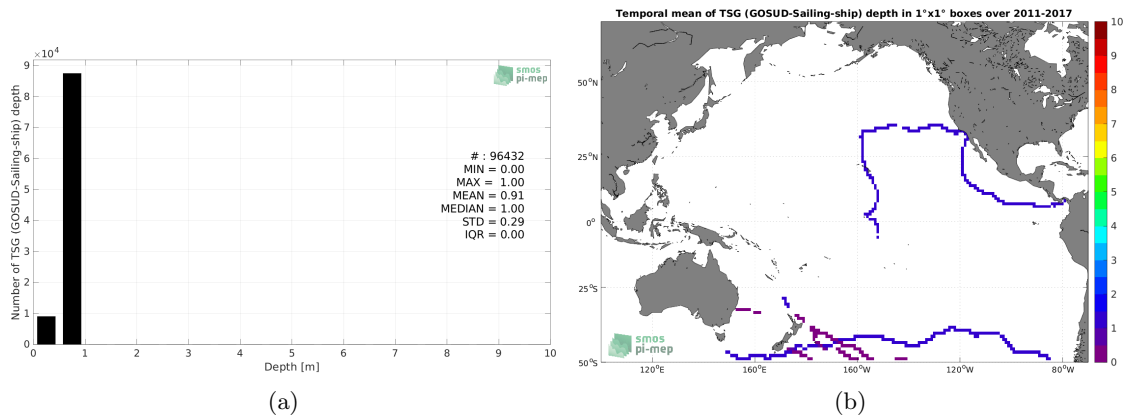 ×10⁴
9
8
7
6
5
4
3
2
1
0
Number of TSG (GOSUD-Sailing-ship) depth
smos
pi-mep
# : 96432
MIN = 0.00
MAX = 1.00
MEAN = 0.91
MEDIAN = 1.00
STD = 0.29
IQR = 0.00
0 1 2 3 4 5 6 7 8 9 10
Depth [m]
(a)
Temporal mean of TSG (GOSUD-Sailing-ship) depth in 1°x1° boxes over 2011-2017
50°N
25°N
0°
25°S
50°S
smos
pi-mep
120°E 160°E 160°W 120°W 80°W
10
9
8
7
6
5
4
3
2
1
0
(b)